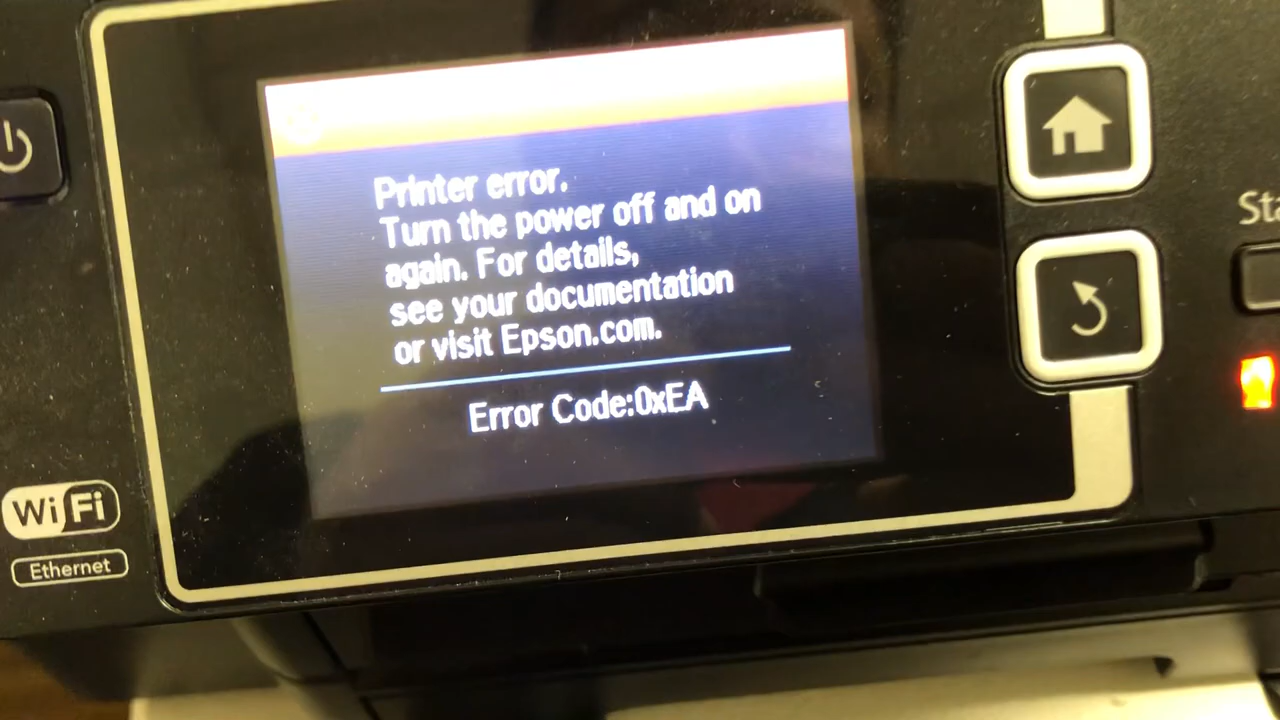 Printer error.
Turn the power off and on
again. For details,
see your documentation
or visit Epson.com.
Error Code:0xEA
WiFi
Ethernet